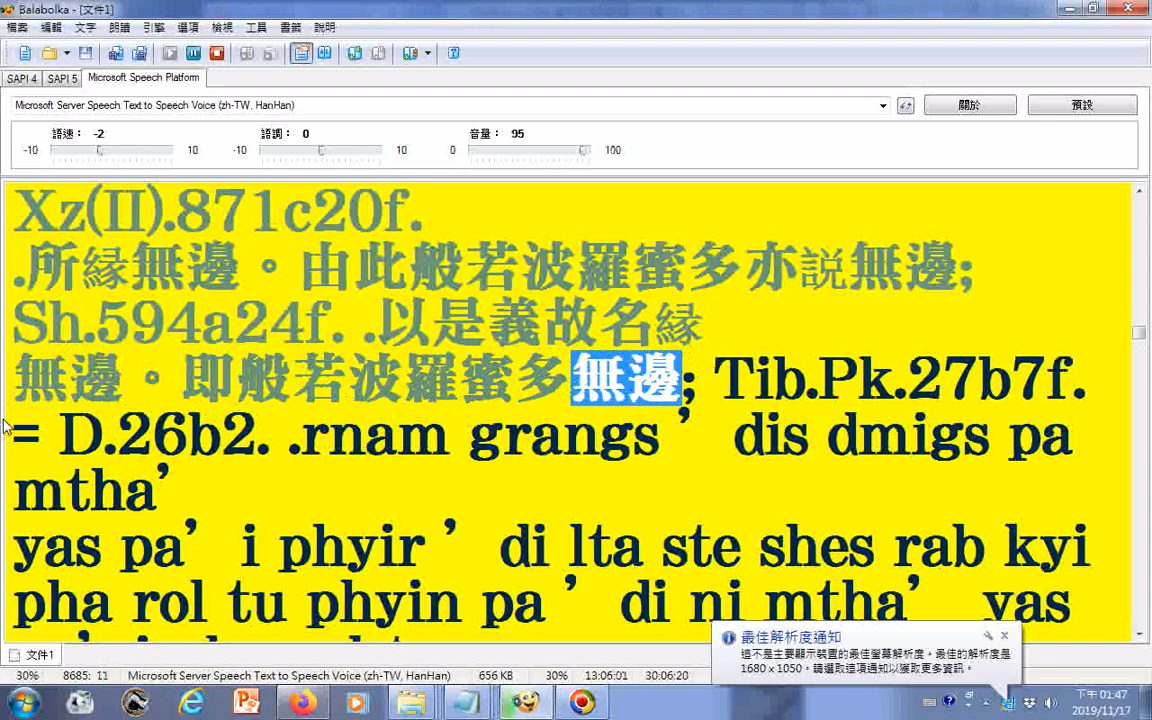 Balabolka - [文件1]
檔案 編輯 文字 朗讀 引擎 選項 檢視 工具 書籤 說明
SAPI 4 SAPI 5 Microsoft Speech Platform
Microsoft Server Speech Text to Speech Voice (zh-TW, HanHan) 關於 預設
語速： -2 語調： 0 音量： 95
-10 10 -10 10 0 100
Xz(II).871c20f.
.所縁無邊。由此般若波羅蜜多亦説無邊;
Sh.594a24f. .以是義故名縁
無邊。即般若波羅蜜多無邊; Tib.Pk.27b7f.
= D.26b2. .rnam grangs ’ dis dmigs pa
mtha’
yas pa’ i phyir ’ di lta ste shes rab kyi
pha rol tu phyin pa ’ di ni mtha’ yas
最佳解析度通知
這不是主要顯示裝置的最佳螢幕解析度。最佳的解析度是
1680 x 1050。請選取這項通知以獲取更多資訊。
文件1
30% 8685: 11 Microsoft Server Speech Text to Speech Voice (zh-TW, HanHan) 656 KB 30% 13:06:01 30:06:20
下午 01:47
2019/11/17